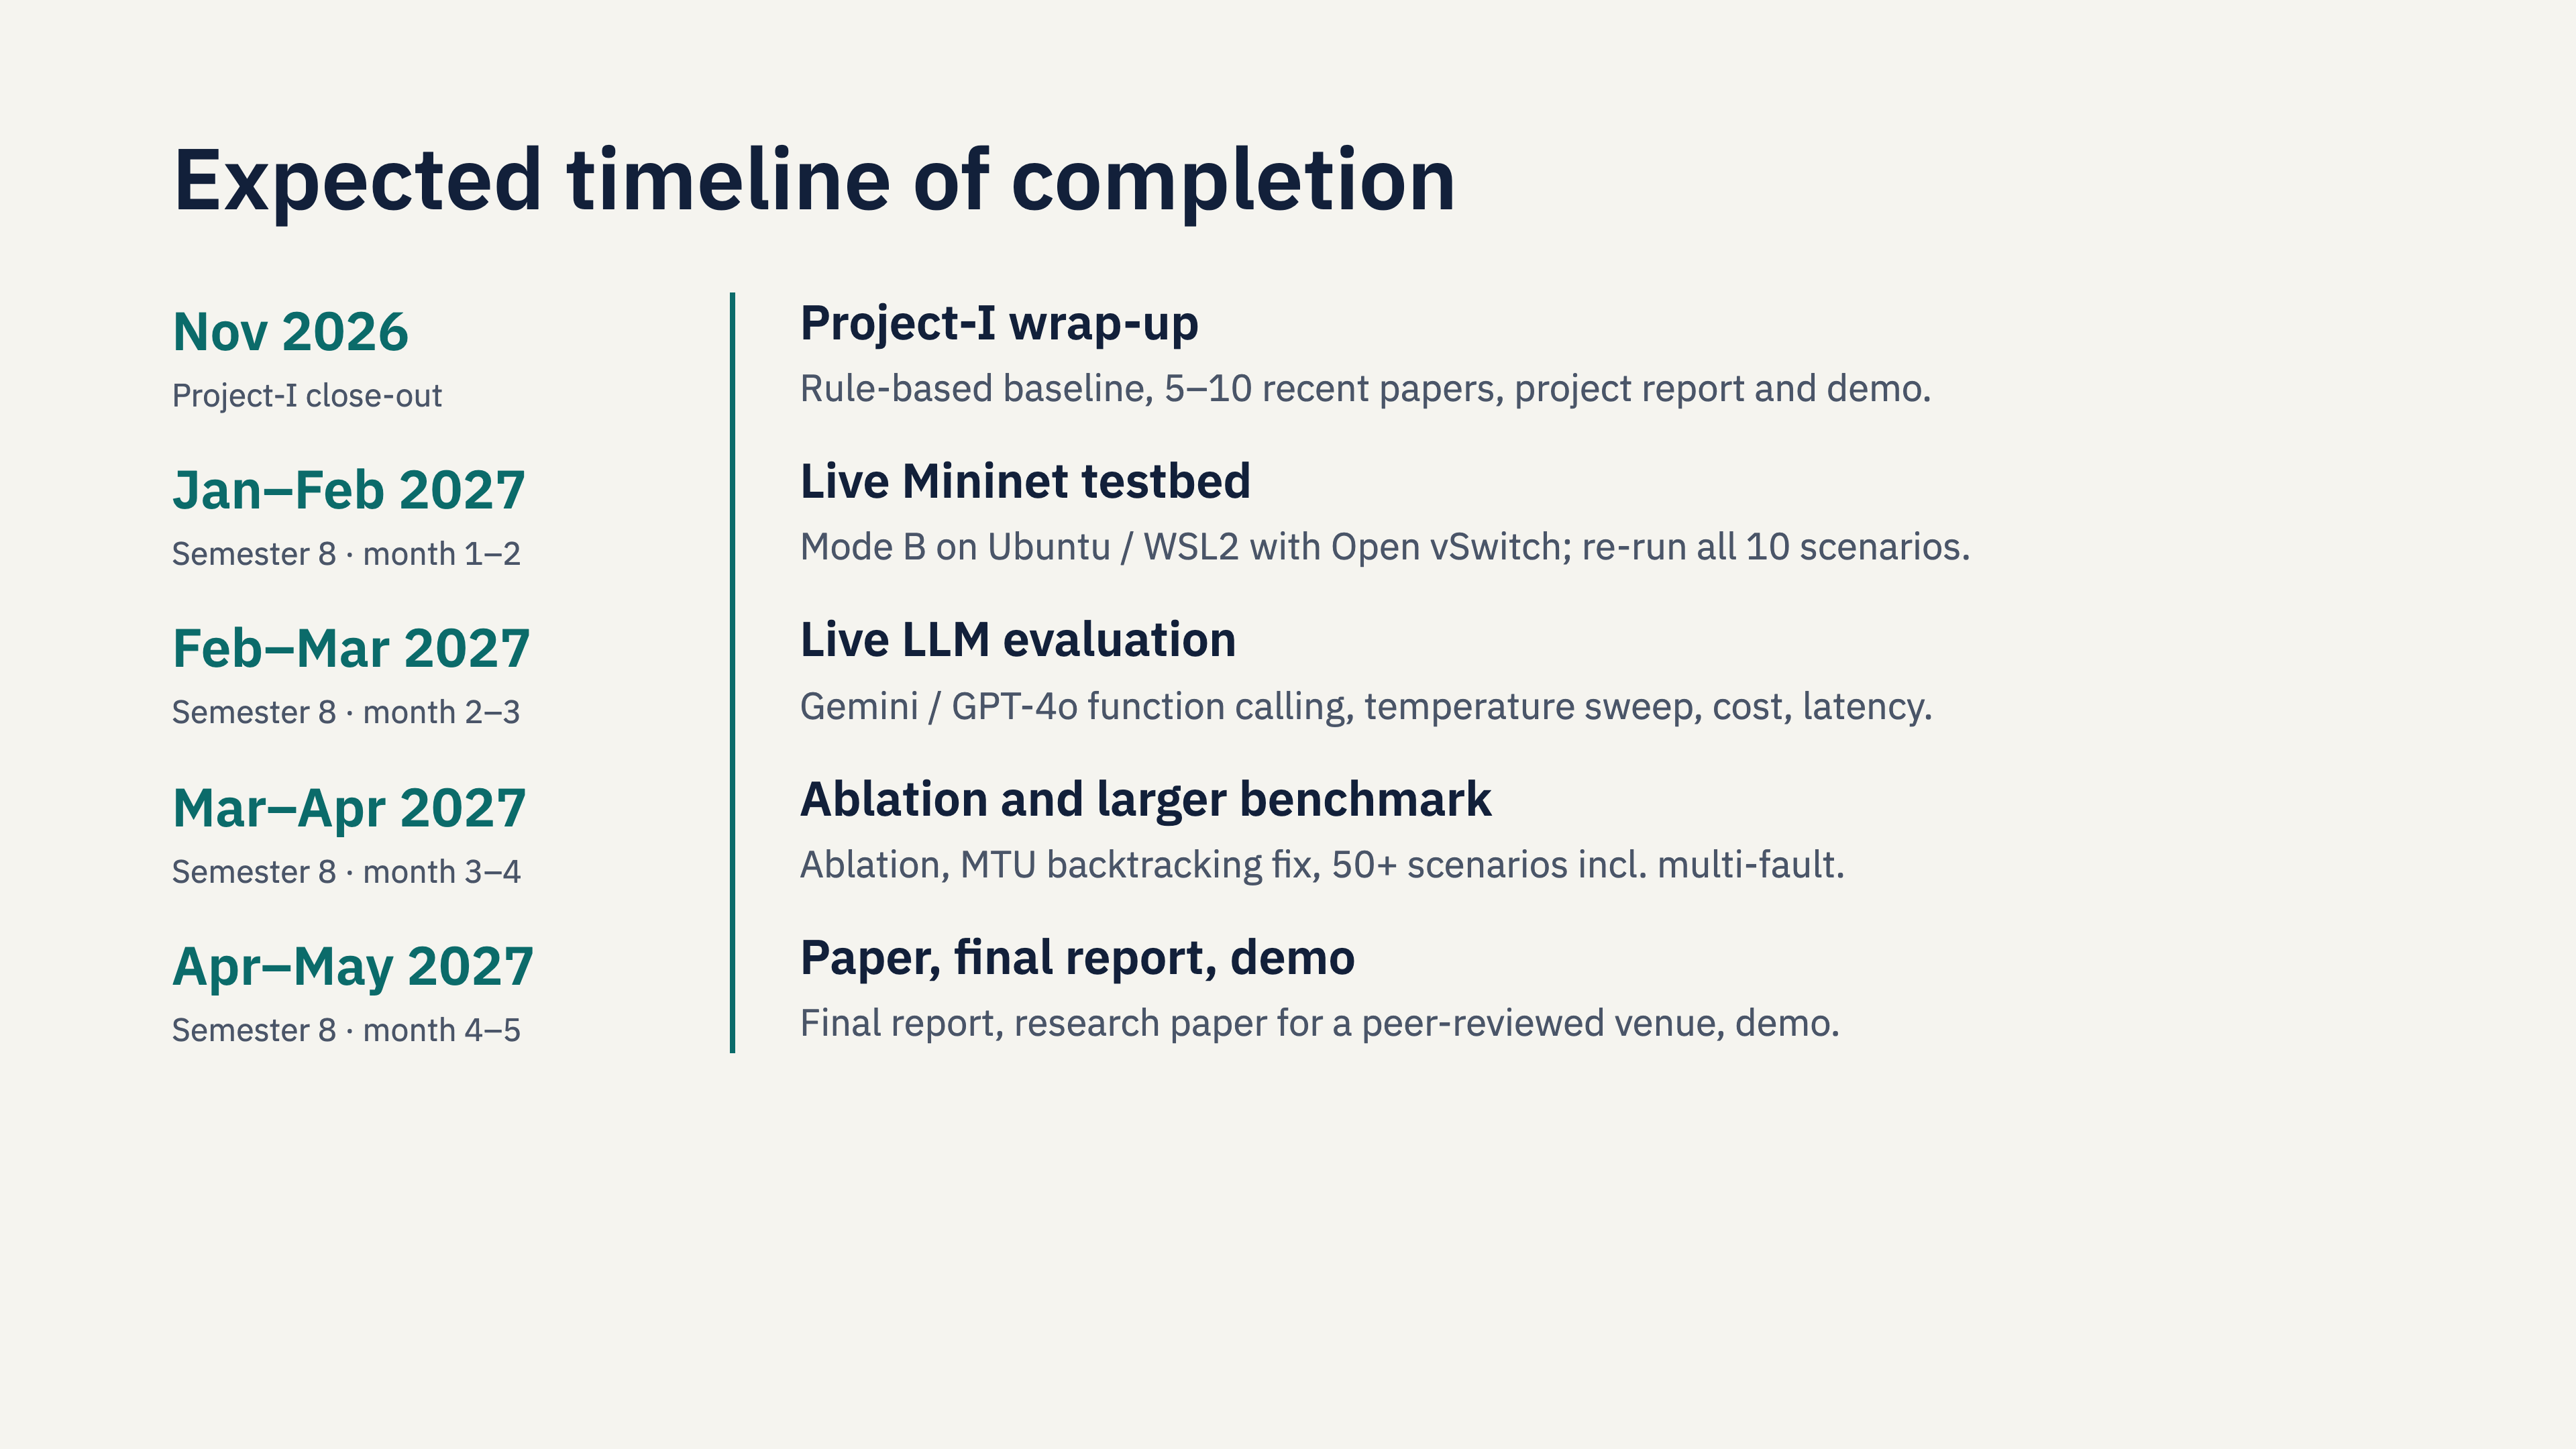 Expected timeline of completion
Nov 2026
Project-I close-out
Project-I wrap-up
Rule-based baseline, 5–10 recent papers, project report and demo.
Jan–Feb 2027
Semester 8 · month 1–2
Live Mininet testbed
Mode B on Ubuntu / WSL2 with Open vSwitch; re-run all 10 scenarios.
Feb–Mar 2027
Semester 8 · month 2–3
Live LLM evaluation
Gemini / GPT-4o function calling, temperature sweep, cost, latency.
Mar–Apr 2027
Semester 8 · month 3–4
Ablation and larger benchmark
Ablation, MTU backtracking fix, 50+ scenarios incl. multi-fault.
Apr–May 2027
Semester 8 · month 4–5
Paper, final report, demo
Final report, research paper for a peer-reviewed venue, demo.